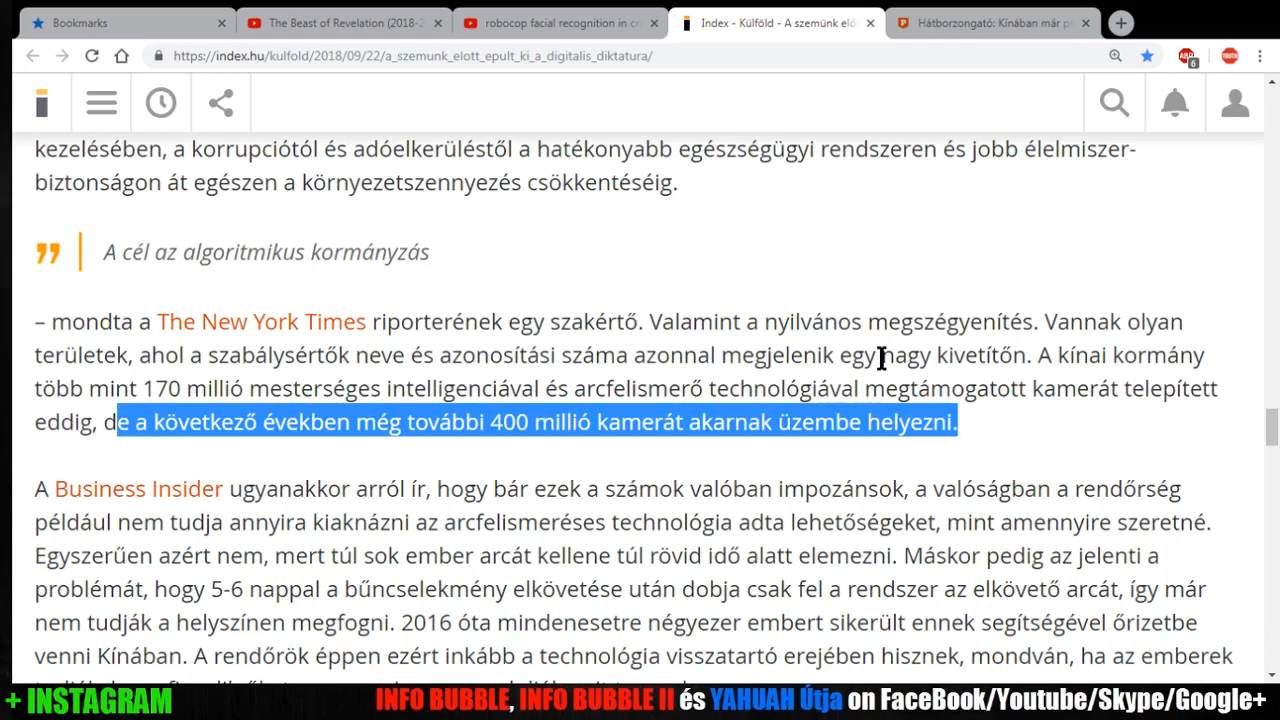 Bookmarks
The Beast of Revelation (2018-2
robocop facial recognition in c
Index - Külföld - A szemünk elő
Hátborzongató: Kínában már p
https://index.hu/kulfold/2018/09/22/a_szemunk_elott_epult_ki_a_digitalis_diktatura/
6
kezelésében, a korrupciótól és adóelkerüléstől a hatékonyabb egészségügyi rendszeren és jobb élelmiszer-
biztonságon át egészen a környezetszennyezés csökkentéséig.
A cél az algoritmikus kormányzás
– mondta a The New York Times riporterének egy szakértő. Valamint a nyilvános megszégyenítés. Vannak olyan
területek, ahol a szabálysértők neve és azonosítási száma azonnal megjelenik egy nagy kivetítőn. A kínai kormány
több mint 170 millió mesterséges intelligenciával és arcfelismerő technológiával megtámogatott kamerát telepített
eddig, de a következő években még további 400 millió kamerát akarnak üzembe helyezni.
A Business Insider ugyanakkor arról ír, hogy bár ezek a számok valóban impozánsok, a valóságban a rendőrség
például nem tudja annyira kiaknázni az arcfelismeréses technológia adta lehetőségeket, mint amennyire szeretné.
Egyszerűen azért nem, mert túl sok ember arcát kellene túl rövid idő alatt elemezni. Máskor pedig az jelenti a
problémát, hogy 5-6 nappal a bűncselekmény elkövetése után dobja csak fel a rendszer az elkövető arcát, így már
nem tudják a helyszínen megfogni. 2016 óta mindenesetre négyezer embert sikerült ennek segítségével őrizetbe
venni Kínában. A rendőrök éppen ezért inkább a technológia visszatartó erejében hisznek, mondván, ha az emberek
+ INSTAGRAM
INFO BUBBLE, INFO BUBBLE II és YAHUAH Útja on FaceBook/Youtube/Skype/Google+